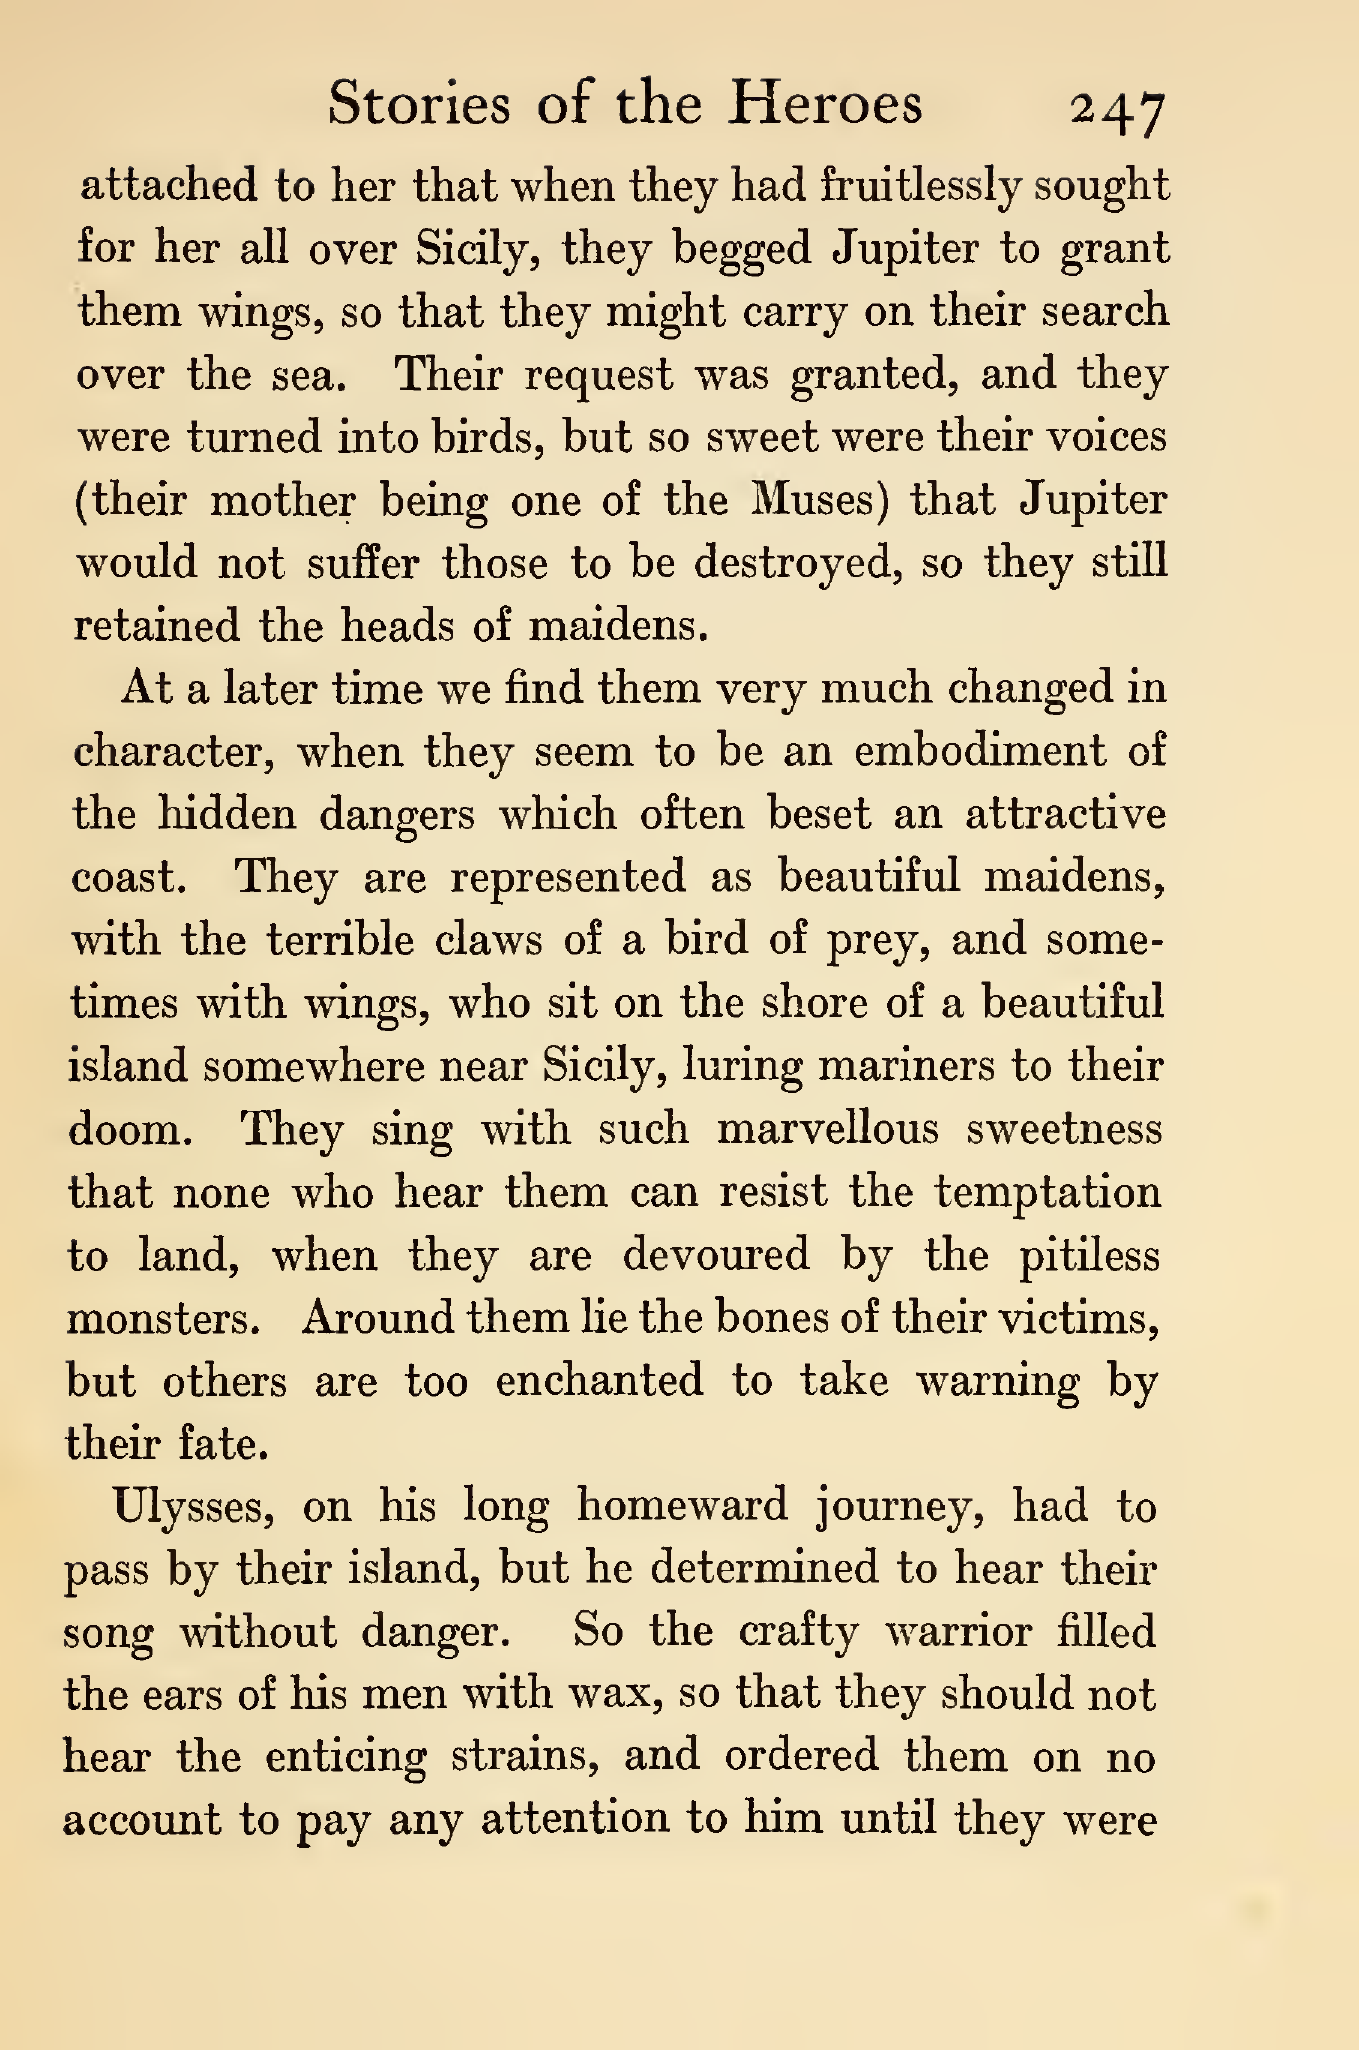 Stories of the Heroes 247
attached to her that when they had fruitlessly sought
for her all over Sicily, they begged Jupiter to grant
them wings, so that they might carry on their search
over the sea. Their request was granted, and they
were turned into birds, but so sweet were their voices
(their mother being one of the Muses) that Jupiter
would not suffer those to be destroyed, so they still
retained the heads of maidens.
At a later time we find them very much changed in
character, when they seem to be an embodiment of
the hidden dangers which often beset an attractive
coast. They are represented as beautiful maidens,
with the terrible claws of a bird of prey, and some-
times with wings, who sit on the shore of a beautiful
island somewhere near Sicily, luring mariners to their
doom. They sing with such marvellous sweetness
that none who hear them can resist the temptation
to land, when they are devoured by the pitiless
monsters. Around them lie the bones of their victims,
but others are too enchanted to take warning by
their fate.
Ulysses, on his long homeward journey, had to
pass by their island, but he determined to hear their
song without danger. So the crafty warrior filled
the ears of his men with wax, so that they should not
hear the enticing strains, and ordered them on no
account to pay any attention to him until they were